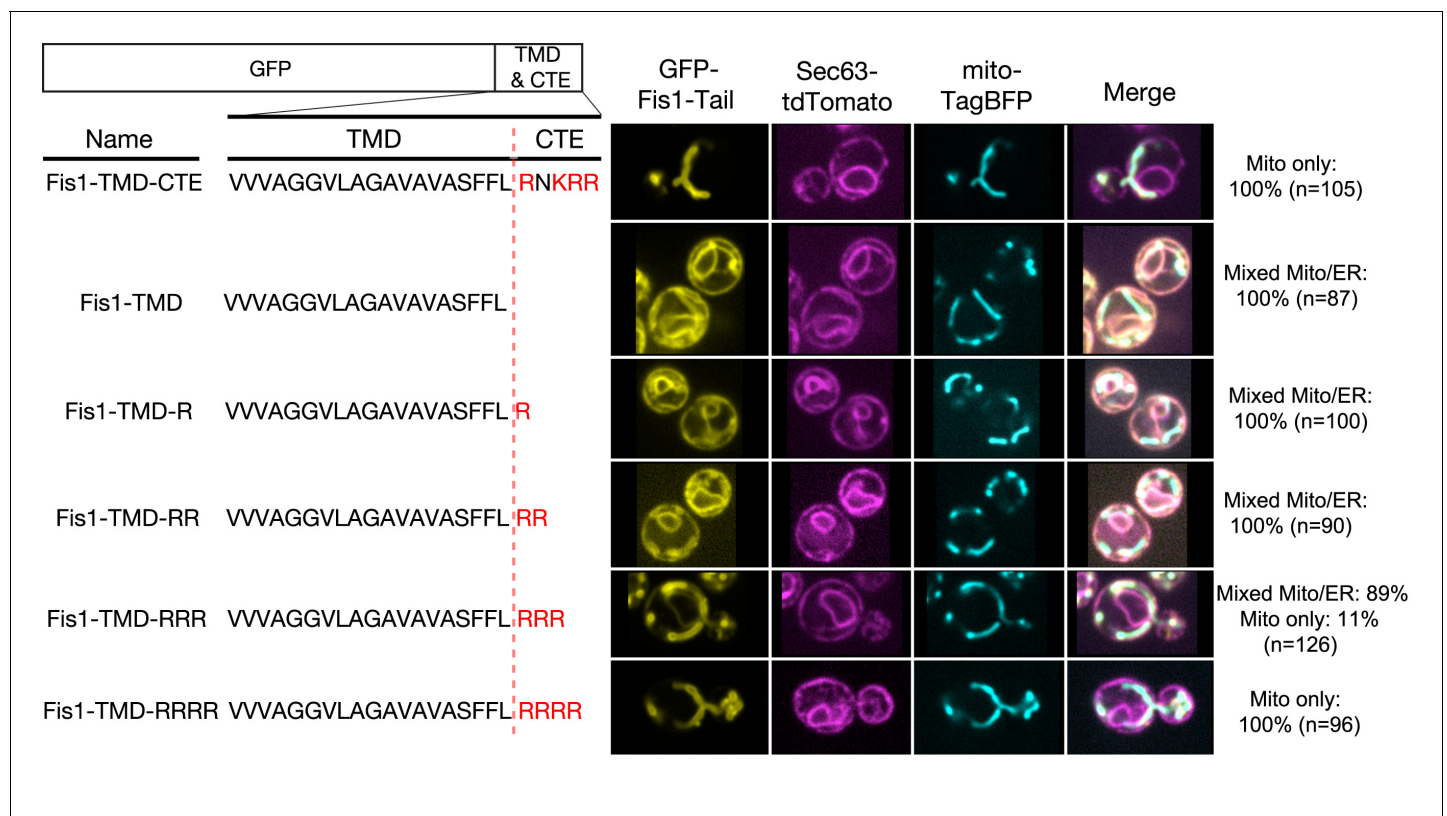 GFP
TMD
& CTE
GFP-
Fis1-Tail
Sec63-
tdTomato
mito-
TagBFP
Merge
Name
TMD
CTE
Fis1-TMD-CTE VVVAGGVLAGAVAVASFFL RNKRR
Mito only:
100% (n=105)
Fis1-TMD VVVAGGVLAGAVAVASFFL
Mixed Mito/ER:
100% (n=87)
Fis1-TMD-R VVVAGGVLAGAVAVASFFL R
Mixed Mito/ER:
100% (n=100)
Fis1-TMD-RR VVVAGGVLAGAVAVASFFL RR
Mixed Mito/ER:
100% (n=90)
Fis1-TMD-RRR VVVAGGVLAGAVAVASFFL RRR
Mixed Mito/ER: 89%
Mito only: 11%
(n=126)
Fis1-TMD-RRRR VVVAGGVLAGAVAVASFFL RRRR
Mito only:
100% (n=96)